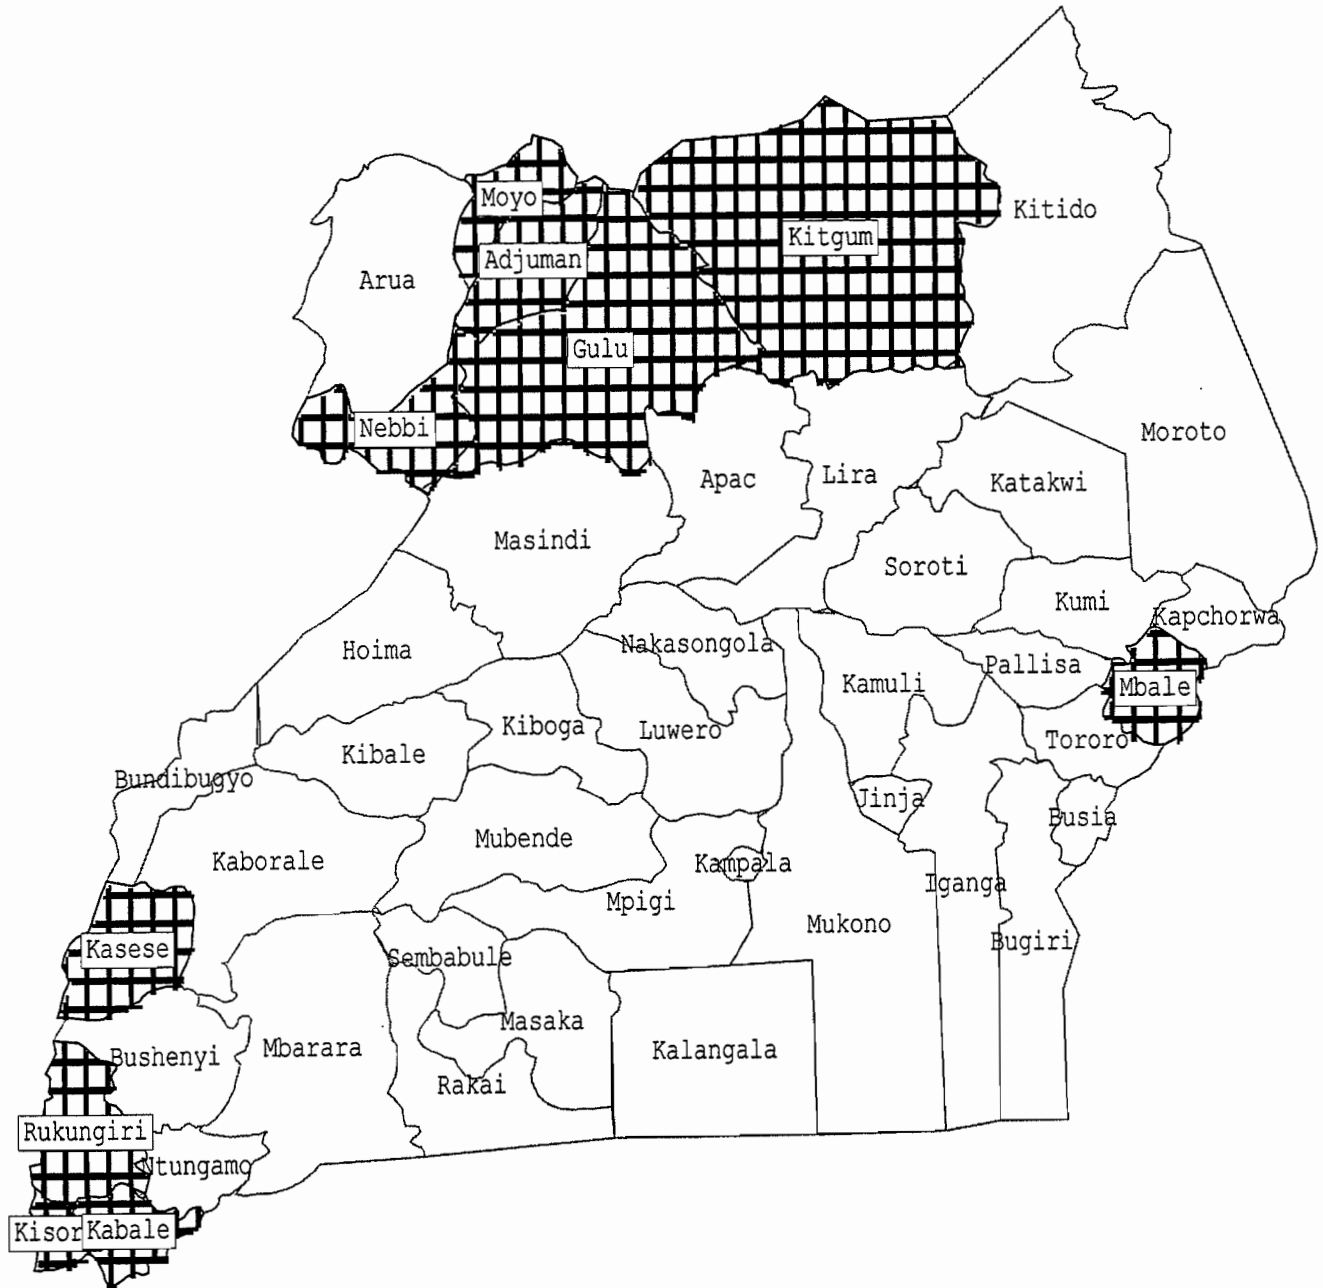 Moyo
Kitido
Kitgum
Adjuman
Arua
Gulu
Nebbi
Moroto
Apac
Lira
Katakwi
Masindi
Soroti
Kumi
Kapchorwa
Hoima
Nakasongola
Pallisa
Kamuli
Mbale
Kiboga
Luwero
Tororo
Kibale
Bundibugyo
Jinja
Busia
Mubende
Kaborale
Kampala
Iganga
Mpigi
Mukono
Bugiri
Kasese
Sembabule
Masaka
Bushenyi
Mbarara
Kalangala
Rakai
Rukungiri
Ntungamo
Kisor
Kabale